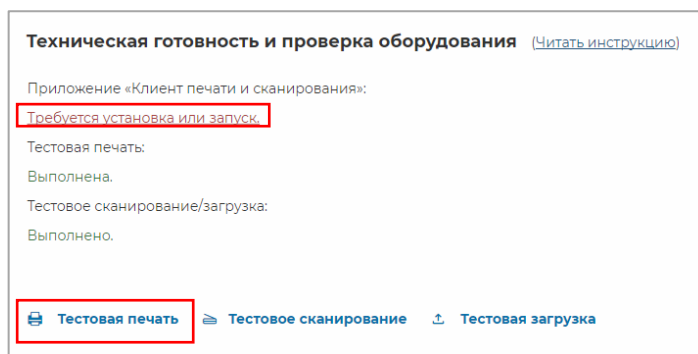 Техническая готовность и проверка оборудования (Читать инструкцию)
Приложение «Клиент печати и сканирования»:
Требуется установка или запуск.
Тестовая печать:
Выполнена.
Тестовое сканирование/загрузка:
Выполнено.
Тестовая печать Тестовое сканирование Тестовая загрузка